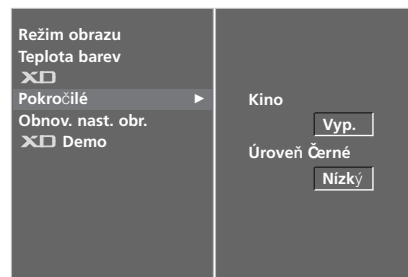 Režim obrazu
Teplota barev
XD
Pokročilé ►
Obnov. nast. obr.
XD Demo
Kino
Vyp.
Úroveň Černé
Nízký